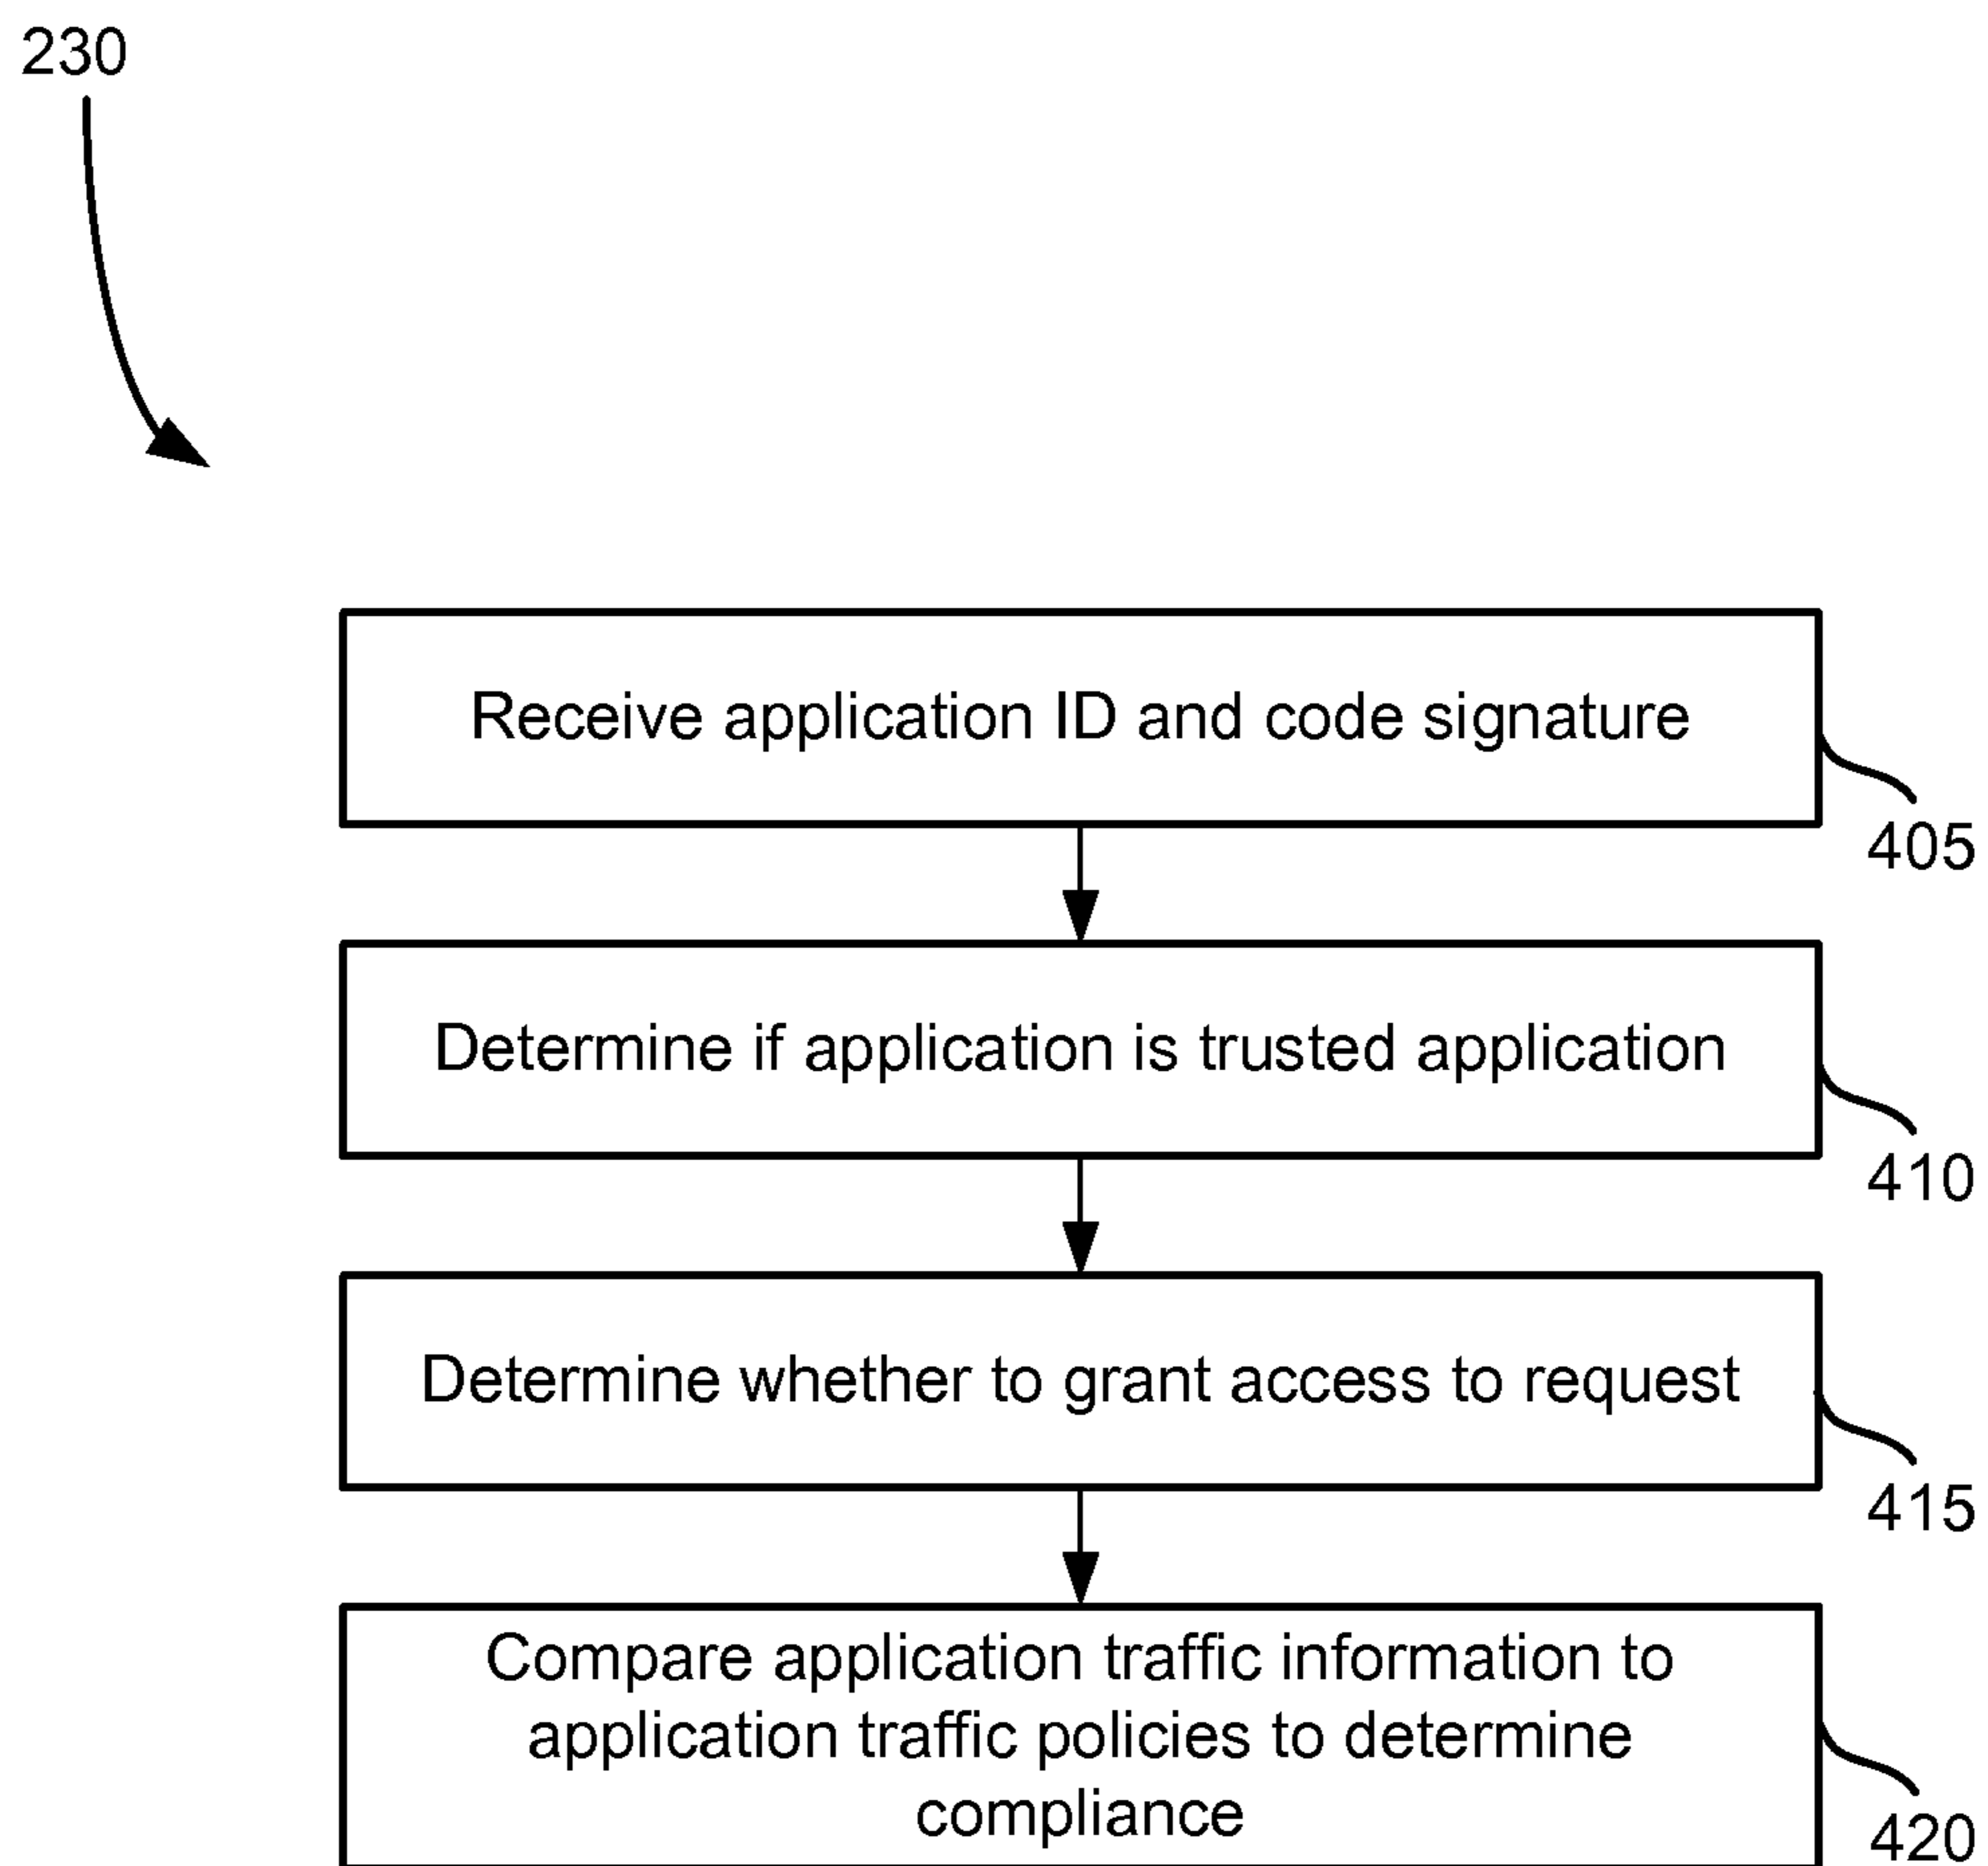 230
Receive application ID and code signature
405
Determine if application is trusted application
410
Determine whether to grant access to request
415
Compare application traffic information to
application traffic policies to determine
compliance
420